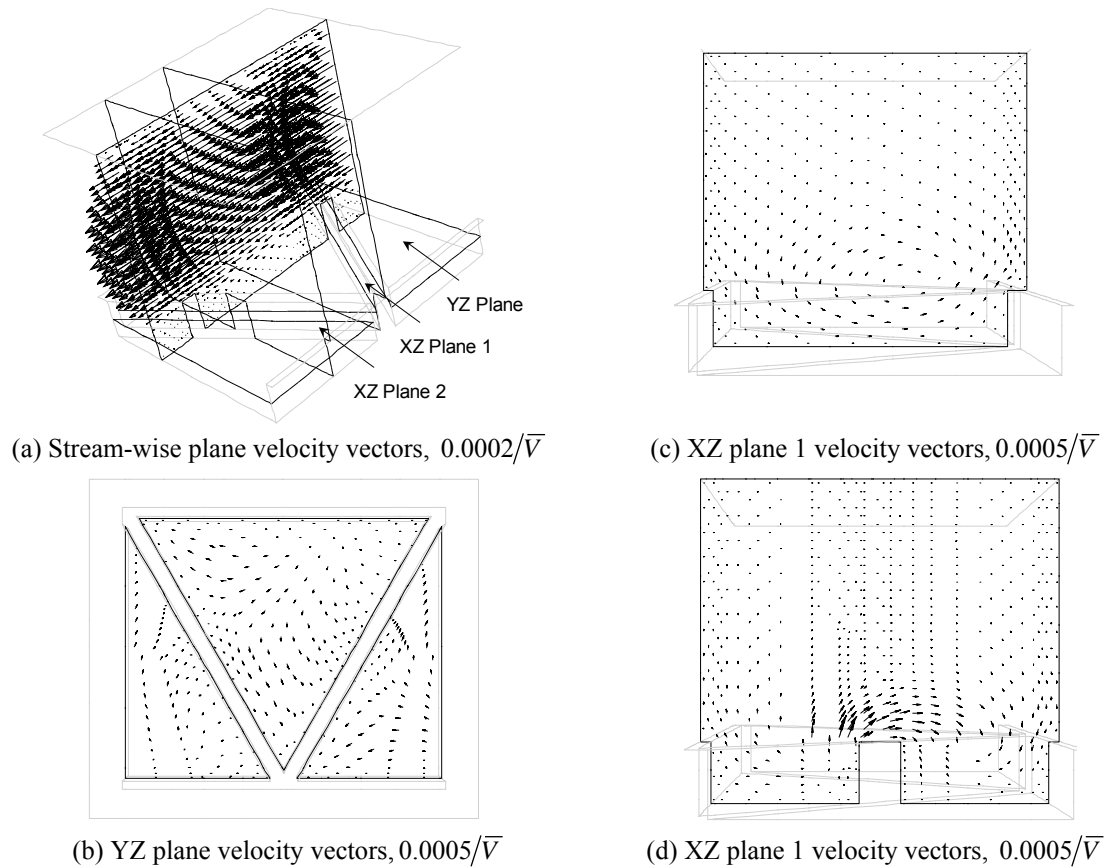 YZ Plane
XZ Plane 1
XZ Plane 2
(a) Stream-wise plane velocity vectors, 0.0002/V̅
(c) XZ plane 1 velocity vectors, 0.0005/V̅
(b) YZ plane velocity vectors, 0.0005/V̅
(d) XZ plane 1 velocity vectors, 0.0005/V̅